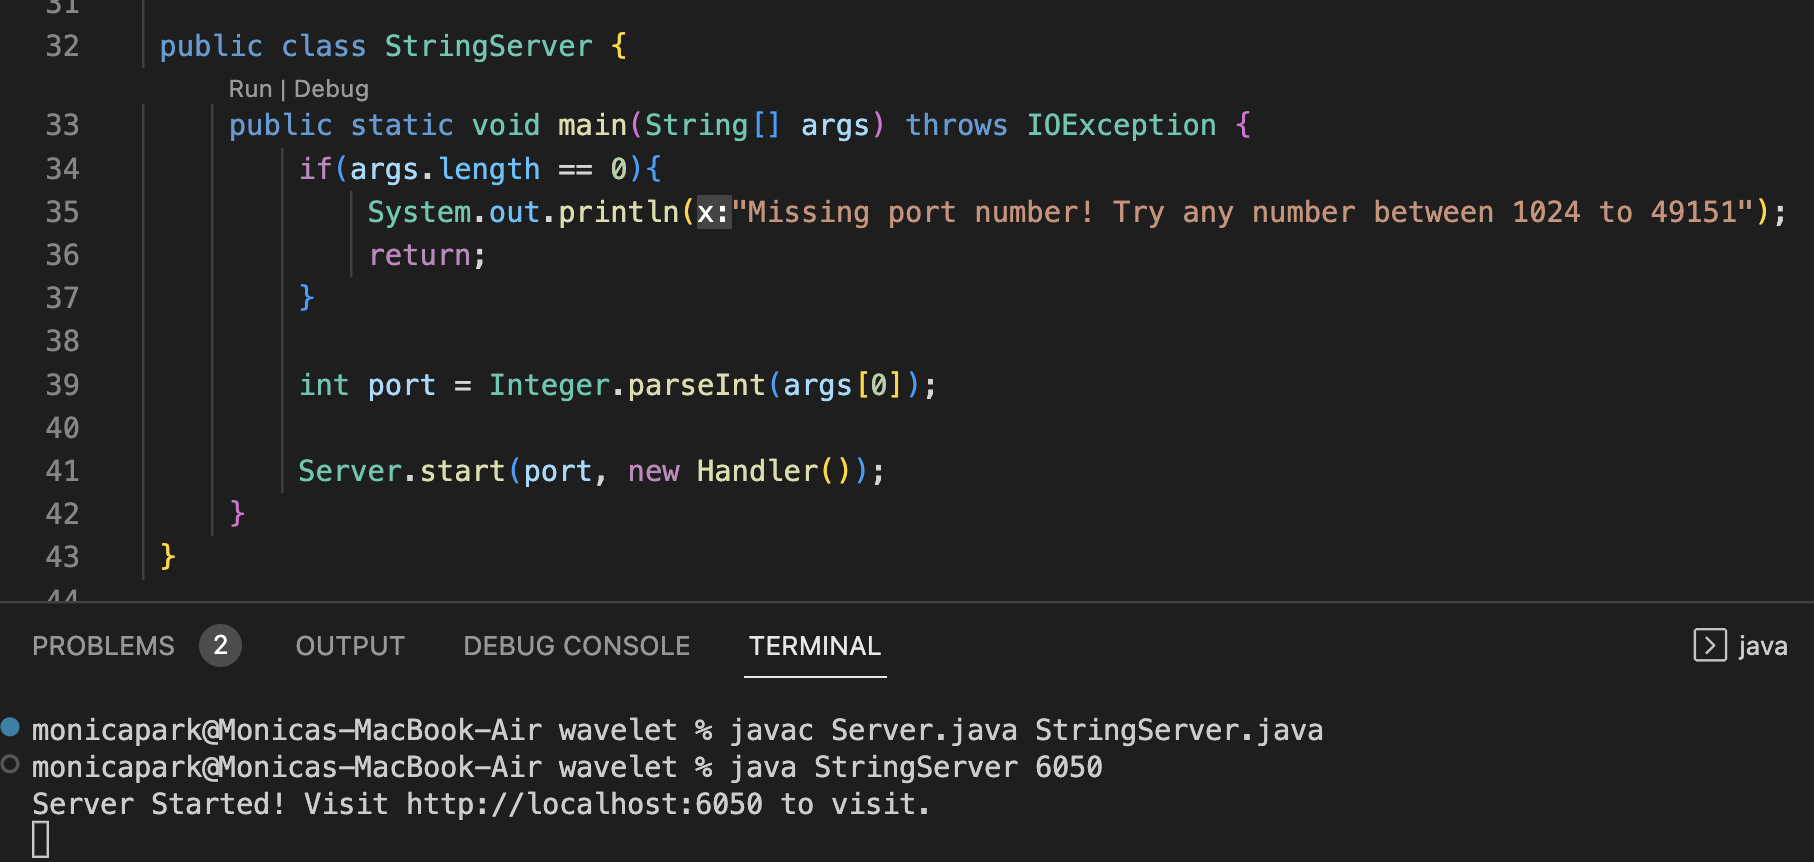 31
32 public class StringServer {
Run | Debug
33 public static void main(String[] args) throws IOException {
34 if(args.length == 0){
35 System.out.println(x:"Missing port number! Try any number between 1024 to 49151");
36 return;
37 }
38
39 int port = Integer.parseInt(args[0]);
40
41 Server.start(port, new Handler());
42 }
43 }
44
PROBLEMS 2 OUTPUT DEBUG CONSOLE TERMINAL java
monicapark@Monicas-MacBook-Air wavelet % javac Server.java StringServer.java
monicapark@Monicas-MacBook-Air wavelet % java StringServer 6050
Server Started! Visit http://localhost:6050 to visit.